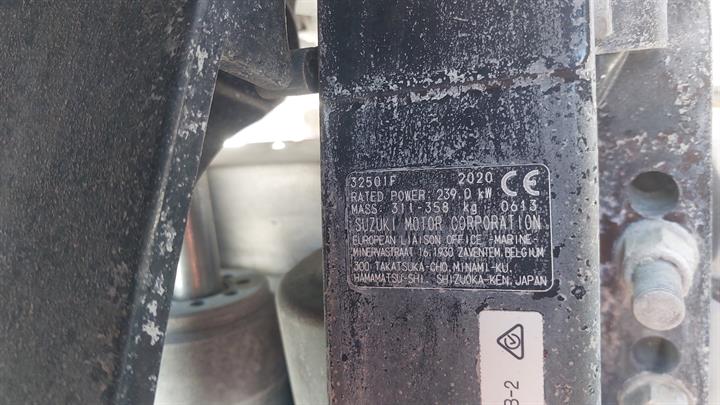 32501F 2020 CE
RATED POWER: 239.0 kW
MASS: 311-358 kg 0613
SUZUKI MOTOR CORPORATION
EUROPEAN LIAISON OFFICE -MARINE-
MINERVASTRAAT 16,1930 ZAVENTEM, BELGIUM
300 TAKATSUKA-CHO, MINAMI-KU,
HAMAMATSU-SHI, SHIZUOKA-KEN, JAPAN
B-2